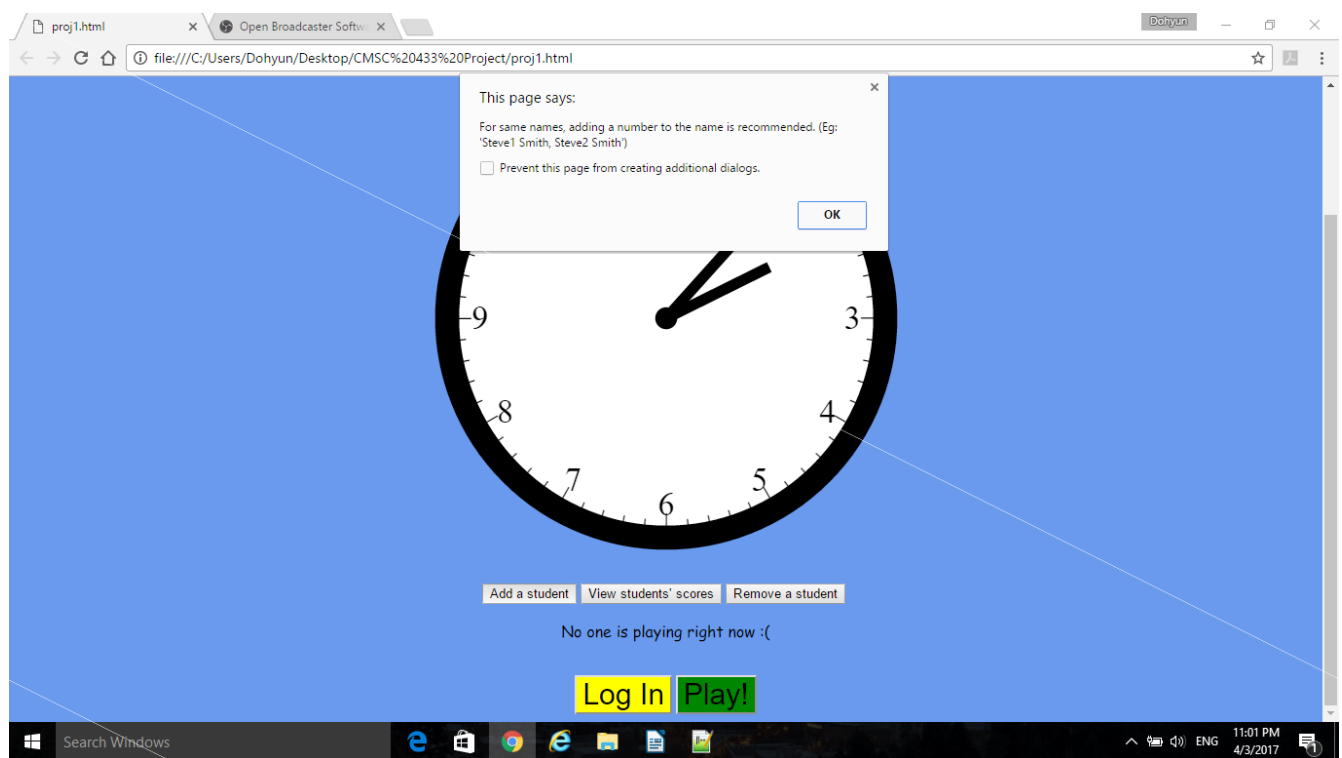 proj1.html
Open Broadcaster Softw
Dohyun
file:///C:/Users/Dohyun/Desktop/CMSC%20433%20Project/proj1.html
This page says:
For same names, adding a number to the name is recommended. (Eg:
'Steve1 Smith, Steve2 Smith')
Prevent this page from creating additional dialogs.
OK
9
3
8
4
7
5
6
Add a student
View students' scores
Remove a student
No one is playing right now :(
Log In
Play!
Search Windows
ENG
11:01 PM
4/3/2017
1